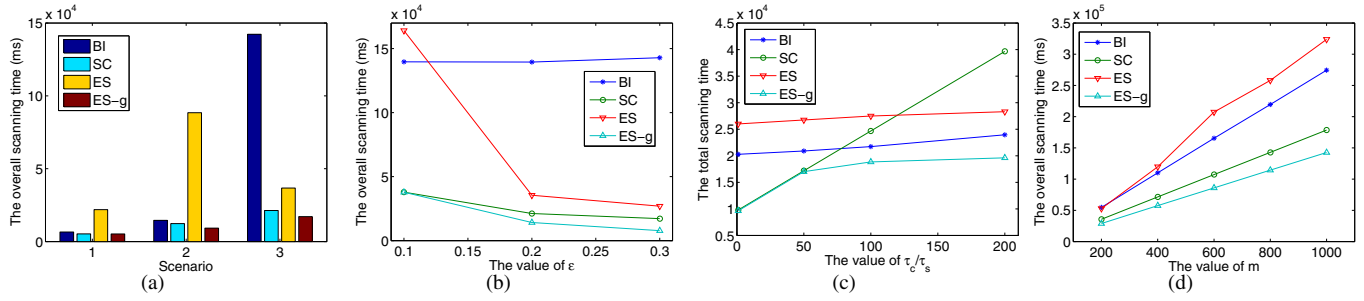 x 10^4
15
10
5
0
The overall scanning time (ms)
BI
SC
ES
ES-g
1
2
3
Scenario
(a)
x 10^4
15
10
5
0
The overall scanning time (ms)
BI
SC
ES
ES-g
0.1
0.15
0.2
0.25
0.3
The value of ε
(b)
x 10^4
4.5
4
3.5
3
2.5
2
1.5
1
0.5
The total scanning time
BI
SC
ES
ES-g
0
50
100
150
200
The value of τc/τs
(c)
x 10^5
3.5
3
2.5
2
1.5
1
0.5
0
The overall scanning time (ms)
BI
SC
ES
ES-g
200
400
600
800
1000
The value of m
(d)